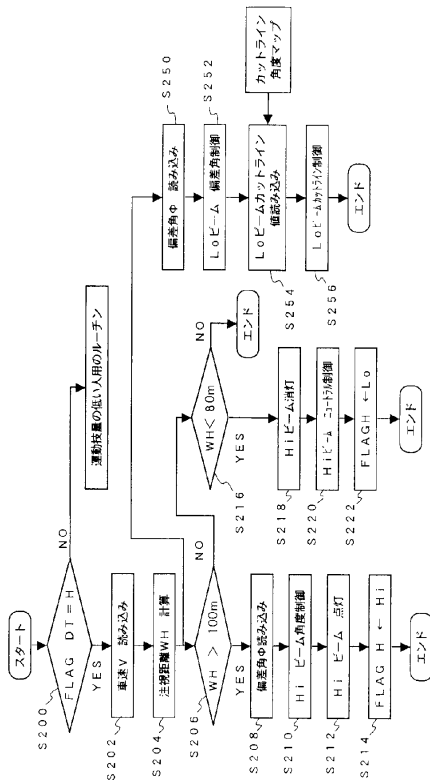 スタート
S200
FLAG DT=H
NO
運動技量の低い人用のルーチン
YES
S202
車速V 読み込み
S204
注視距離WH 計算
S206
WH > 100m
NO
YES
S208
偏差角Φ読み込み
S210
Hi ビーム角度制御
S212
Hi ビーム 点灯
S214
FLAG H ← Hi
エンド
WH< 80m
NO
エンド
S216
YES
S218
Hiビーム消灯
S220
Hiビーム ニュートラル制御
S222
FLAGH ←Lo
エンド
S250
偏差角Φ 読み込み
S252
Loビーム 偏差角制御
カットライン
角度マップ
Loビームカットライン
値読み込み
S254
Loビームカットライン制御
S256
エンド